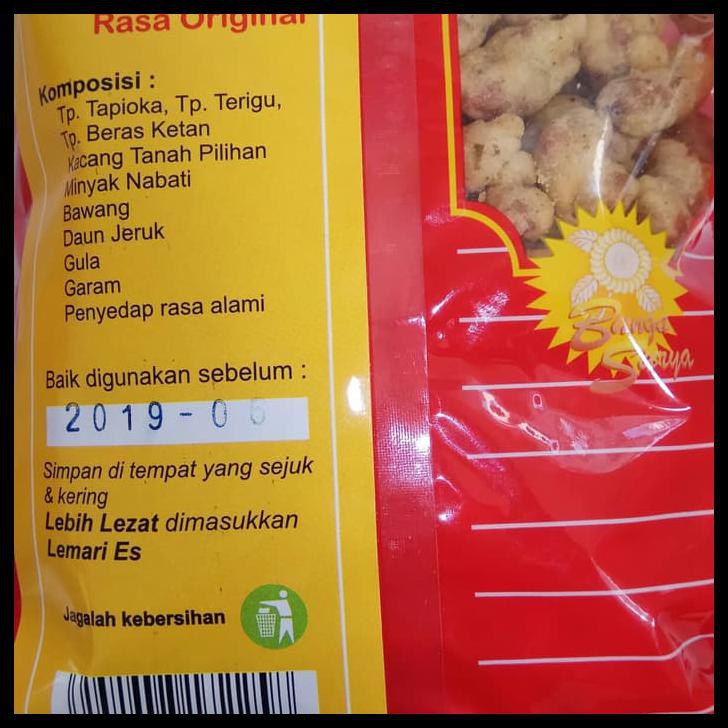 Rasa Original
Komposisi :
Tp. Tapioka, Tp. Terigu,
Tp. Beras Ketan
Kacang Tanah Pilihan
Minyak Nabati
Bawang
Daun Jeruk
Gula
Garam
Penyedap rasa alami
Baik digunakan sebelum :
2019-06
Simpan di tempat yang sejuk
& kering
Lebih Lezat dimasukkan
Lemari Es
Jagalah kebersihan
Bunga
Surya